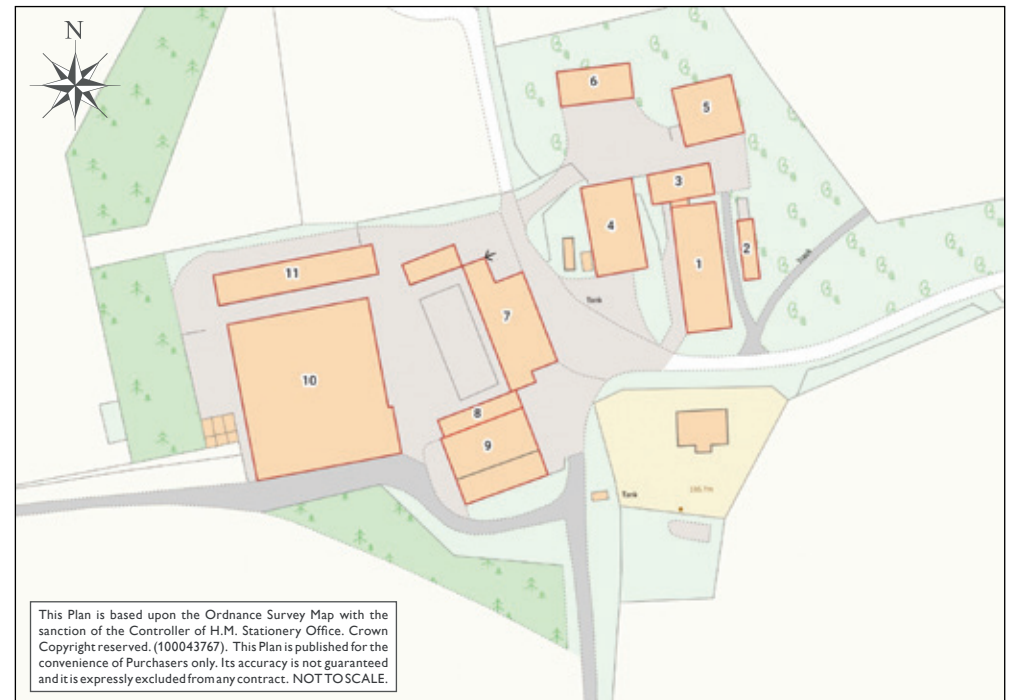 N
6
5
3
4
2
1
11
7
Track
Tank
10
8
9
Tank
This Plan is based upon the Ordnance Survey Map with the
sanction of the Controller of H.M. Stationery Office. Crown
Copyright reserved. (100043767). This Plan is published for the
convenience of Purchasers only. Its accuracy is not guaranteed
and it is expressly excluded from any contract. NOT TO SCALE.